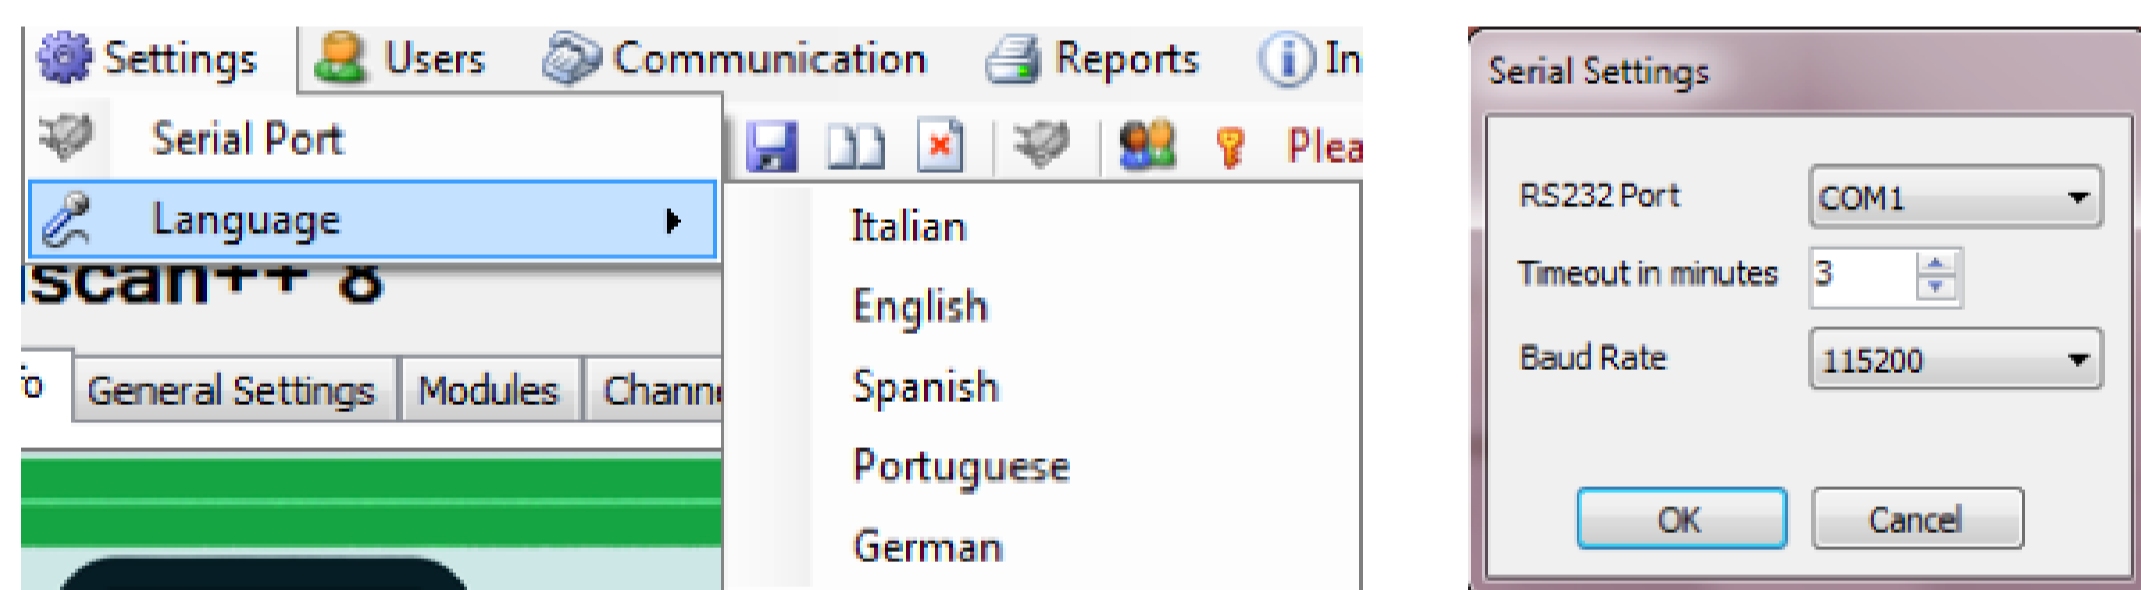 Settings Users Communication Reports In
Serial Port
Plea
Language
Italian
scan++ 8
English
General Settings Modules Chann
Spanish
Portuguese
German
Serial Settings
RS232 Port COM1
Timeout in minutes 3
Baud Rate 115200
OK Cancel